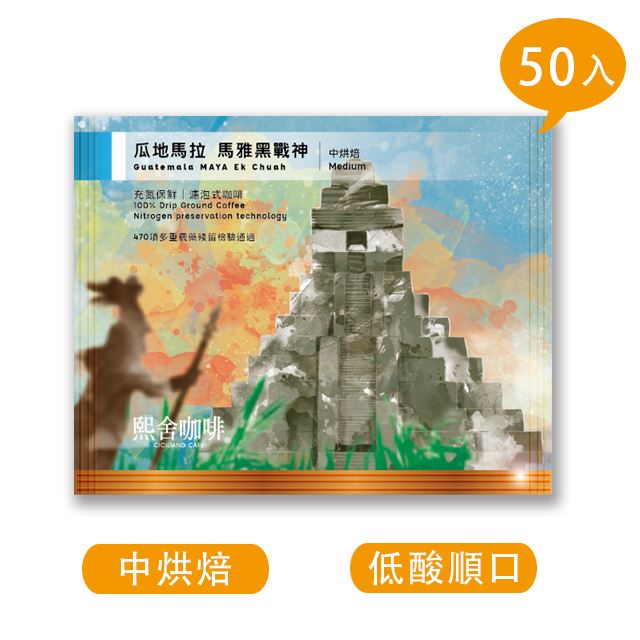 50入
瓜地馬拉 馬雅黑戰神
Guatemala MAYA Ek Chuah
中烘焙
Medium
充氮保鮮｜濾泡式咖啡
100% Drip Ground Coffee
Nitrogen preservation technology
470項多重農藥殘留檢驗通過
熙舍咖啡®
CICILIANO CAFE
中烘焙
低酸順口